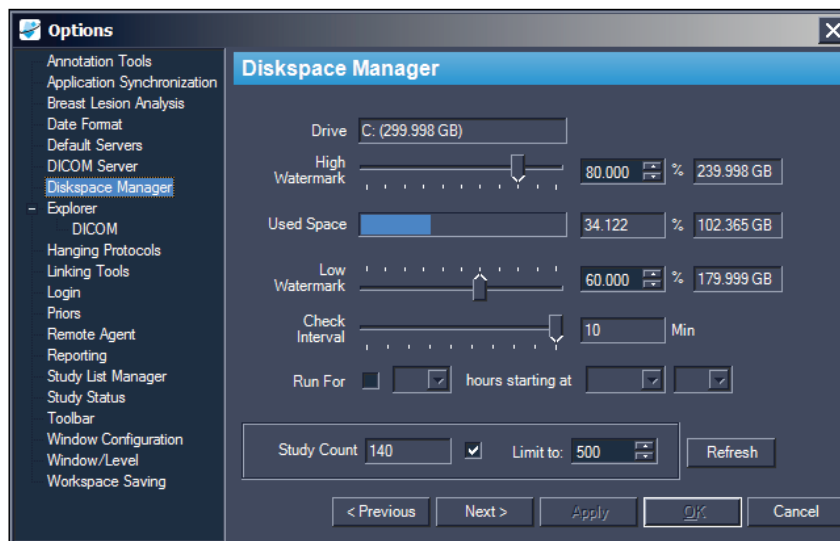 Options
Annotation Tools
Application Synchronization
Breast Lesion Analysis
Date Format
Default Servers
DICOM Server
Diskspace Manager
Explorer
DICOM
Hanging Protocols
Linking Tools
Login
Priors
Remote Agent
Reporting
Study List Manager
Study Status
Toolbar
Window Configuration
Window/Level
Workspace Saving
Diskspace Manager
Drive C: (299.998 GB)
High
Watermark 80.000 % 239.998 GB
Used Space 34.122 % 102.365 GB
Low
Watermark 60.000 % 179.999 GB
Check
Interval 10 Min
Run For hours starting at
Study Count 140 Limit to: 500 Refresh
< Previous Next > Apply OK Cancel